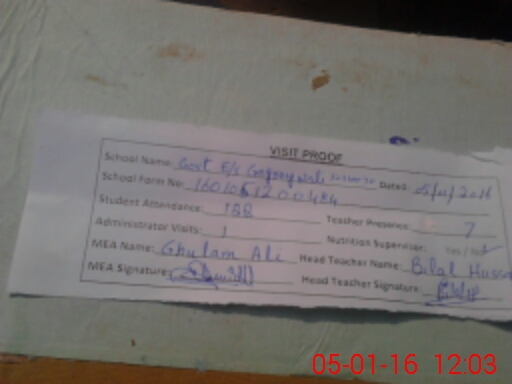 VISIT PROOF
School Name: Govt E/s Dated: 05/01/2016
School Form No:
Student Attendance: 188 Teacher Presence: 7
Administrator Visits: 1 Nutrition Supervisor: Yes / No
MEA Name: Ghulam Ali Head Teacher Name: Bilal
MEA Signature: Head Teacher Signature:
05-01-16 12:03